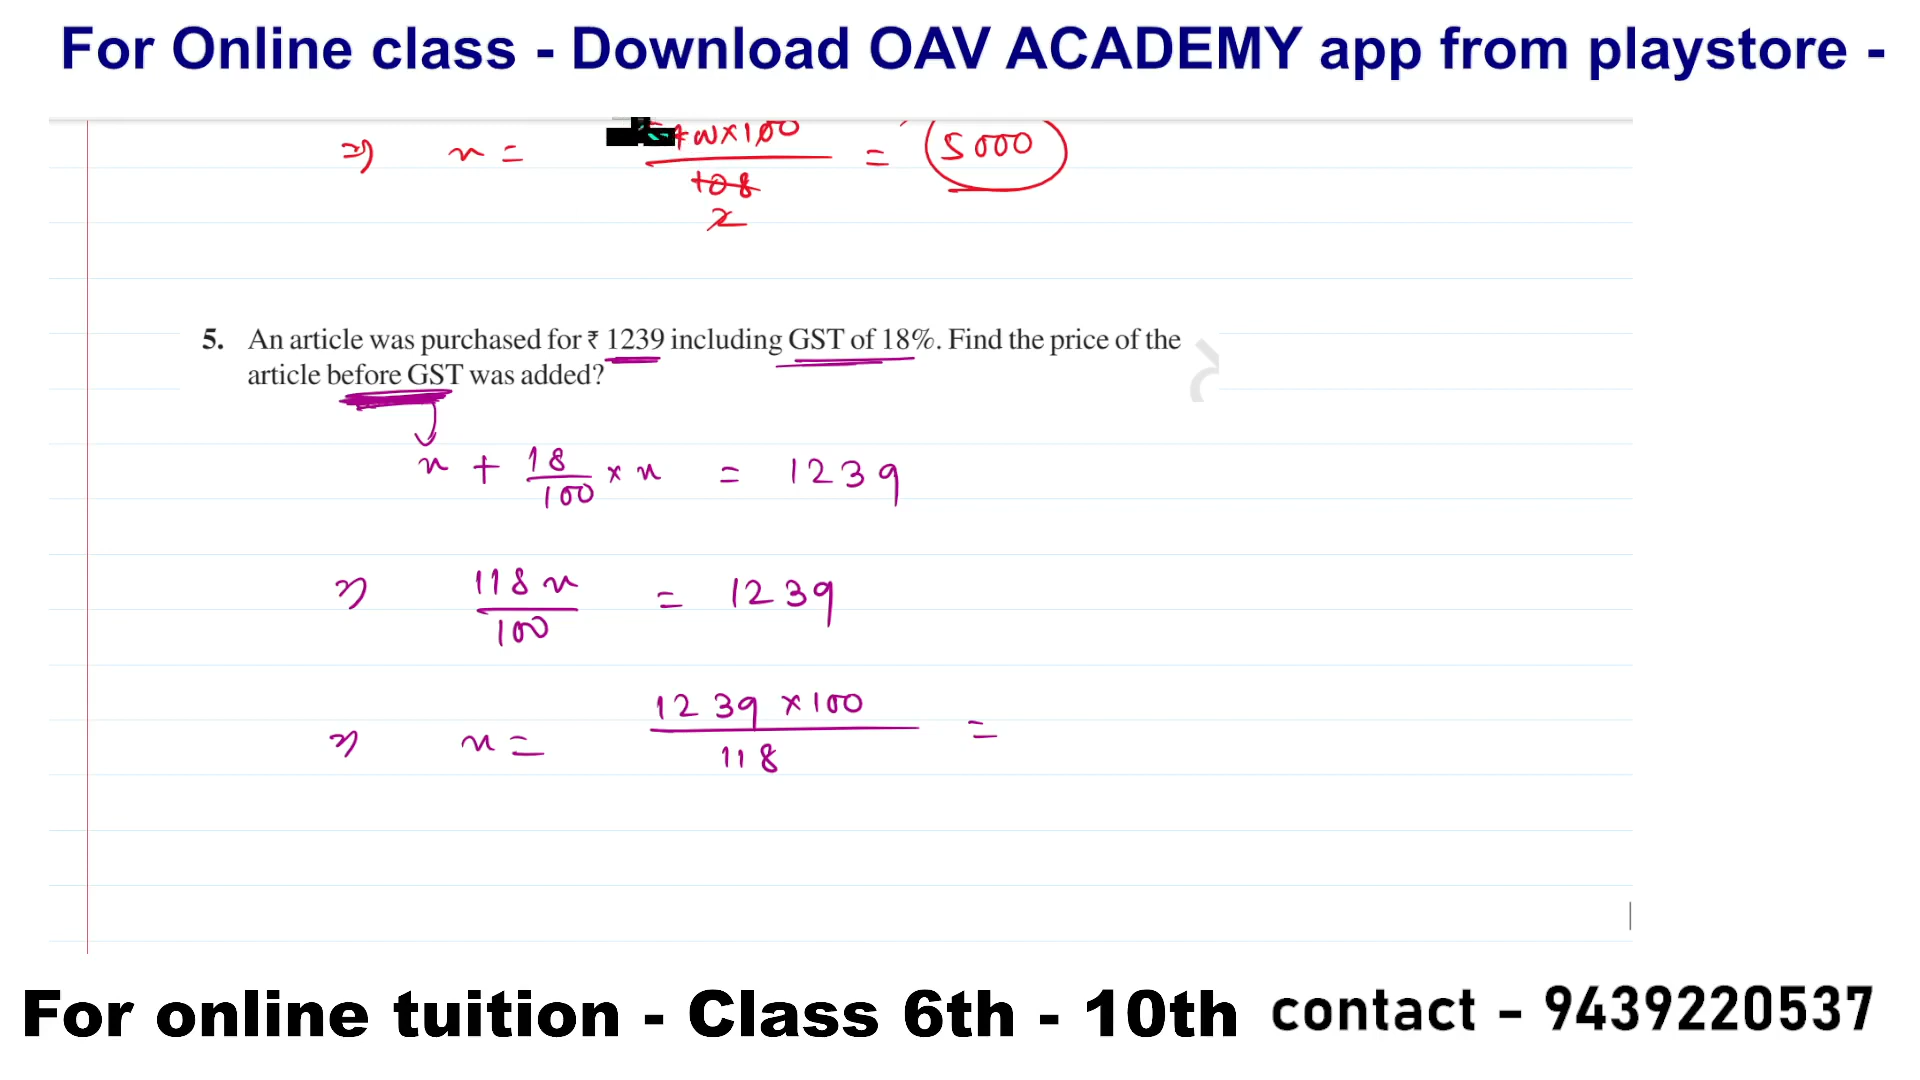 For Online class - Download OAV ACADEMY app from playstore -
⇒ x = 00×100 / 108 = 5000
2
5. An article was purchased for ₹ 1239 including GST of 18%. Find the price of the
article before GST was added?
x + 18/100 × x = 1239
⇒ 118x/100 = 1239
⇒ x = 1239 ×100 / 118 =
For online tuition - Class 6th - 10th contact - 9439220537